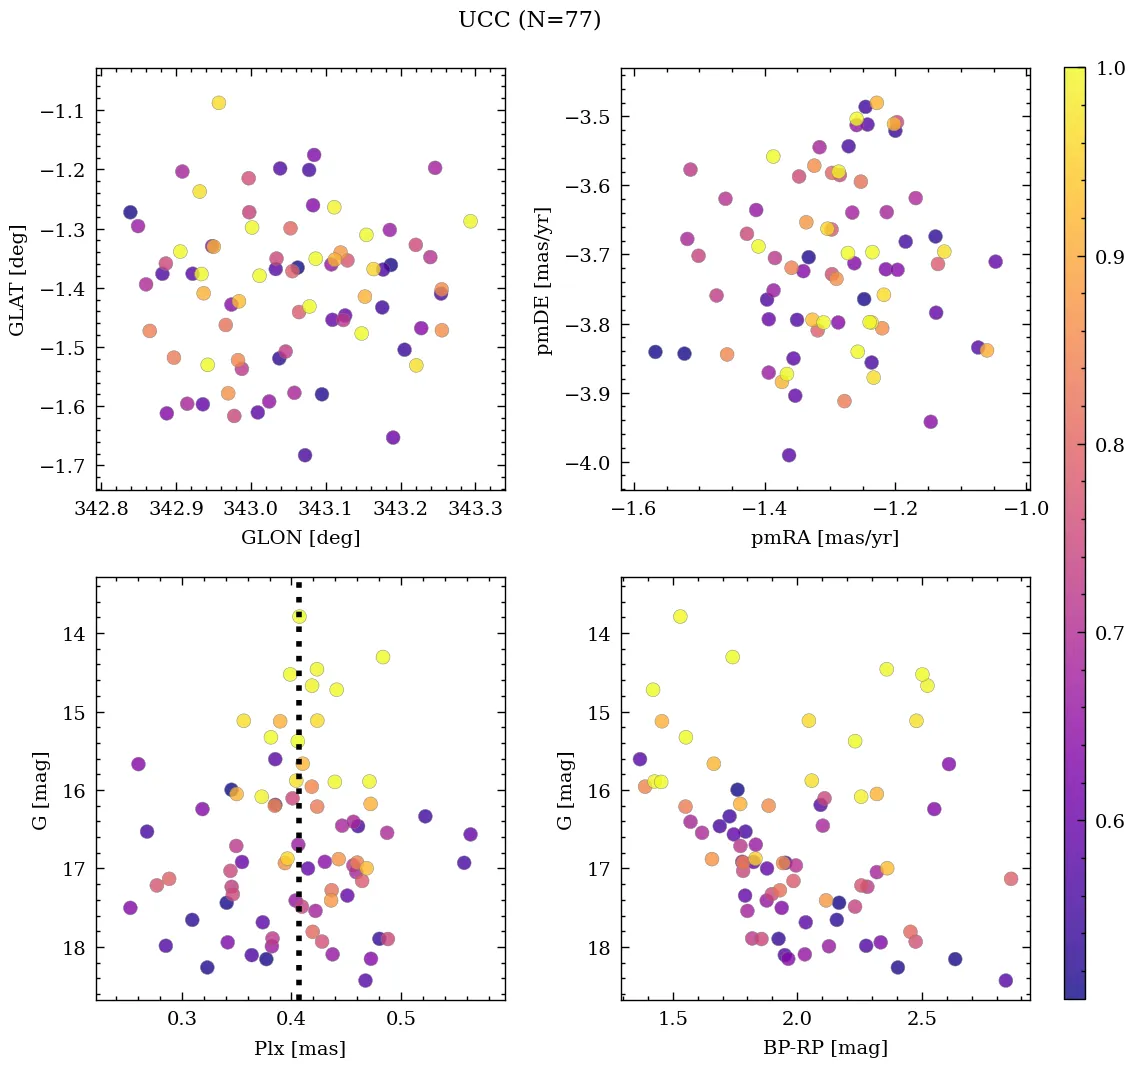 UCC (N=77)
−1.1
−1.2
−1.3
−1.4
−1.5
−1.6
−1.7
GLAT [deg]
342.8 342.9 343.0 343.1 343.2 343.3
GLON [deg]
−3.5
−3.6
−3.7
−3.8
−3.9
−4.0
pmDE [mas/yr]
−1.6 −1.4 −1.2 −1.0
pmRA [mas/yr]
14
15
16
17
18
G [mag]
0.3 0.4 0.5
Plx [mas]
14
15
16
17
18
G [mag]
1.5 2.0 2.5
BP-RP [mag]
1.0
0.9
0.8
0.7
0.6